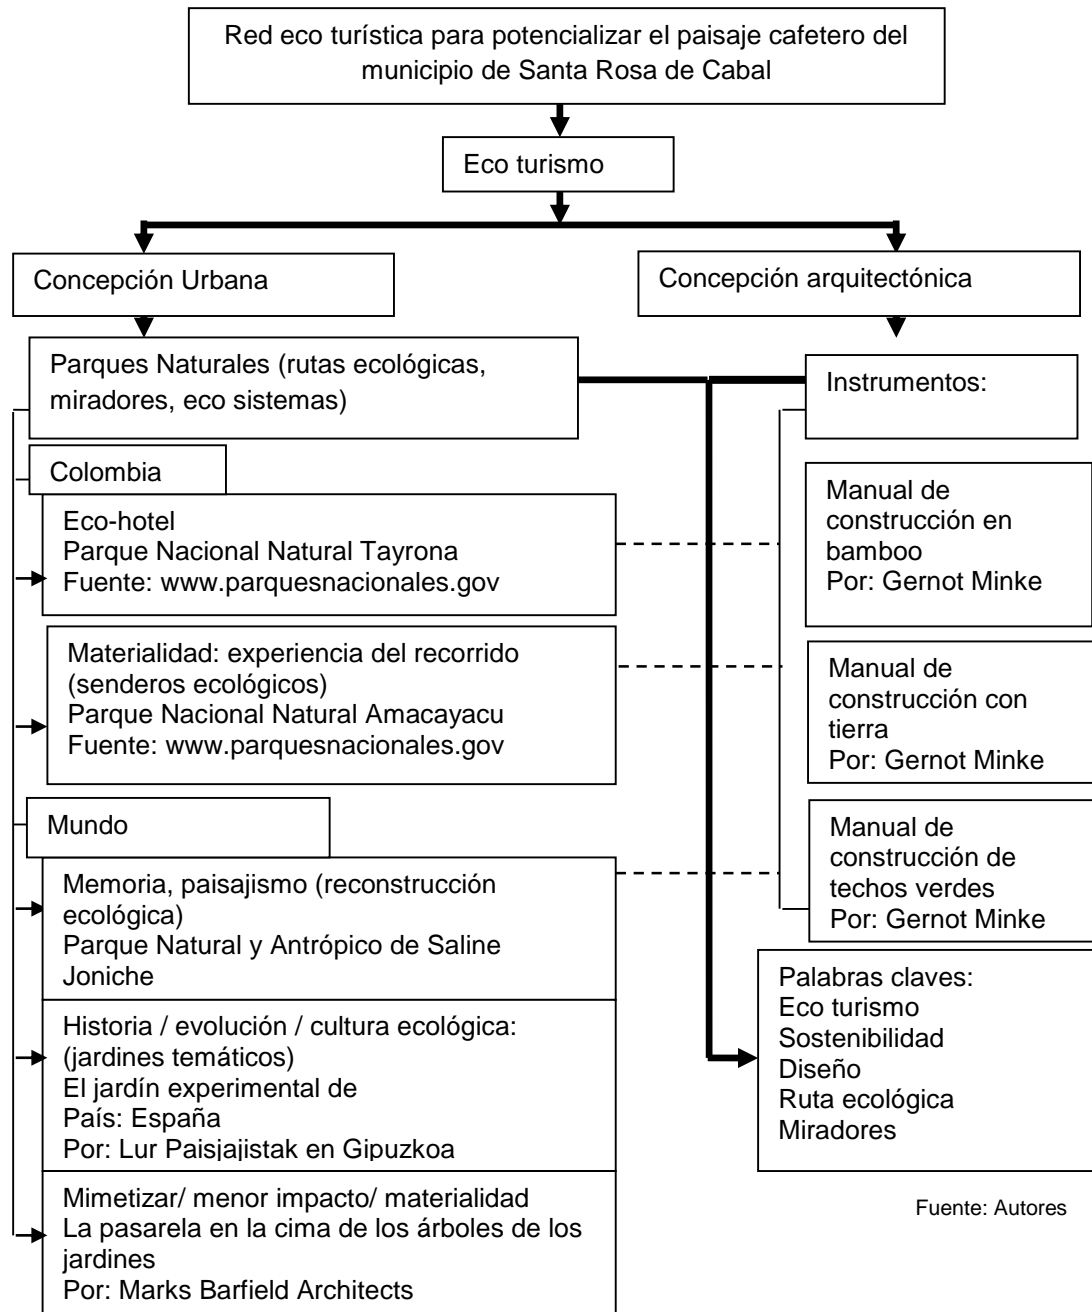 Red eco turística para potencializar el paisaje cafetero del
municipio de Santa Rosa de Cabal
Eco turismo
Concepción Urbana
Concepción arquitectónica
Parques Naturales (rutas ecológicas,
miradores, eco sistemas)
Instrumentos:
Colombia
Eco-hotel
Parque Nacional Natural Tayrona
Fuente: www.parquesnacionales.gov
Manual de
construcción en
bamboo
Por: Gernot Minke
Materialidad: experiencia del recorrido
(senderos ecológicos)
Parque Nacional Natural Amacayacu
Fuente: www.parquesnacionales.gov
Manual de
construcción con
tierra
Por: Gernot Minke
Mundo
Manual de
construcción de
techos verdes
Por: Gernot Minke
Memoria, paisajismo (reconstrucción
ecológica)
Parque Natural y Antrópico de Saline
Joniche
Historia / evolución / cultura ecológica:
(jardines temáticos)
El jardín experimental de
País: España
Por: Lur Paisjajistak en Gipuzkoa
Palabras claves:
Eco turismo
Sostenibilidad
Diseño
Ruta ecológica
Miradores
Mimetizar/ menor impacto/ materialidad
La pasarela en la cima de los árboles de los
jardines
Por: Marks Barfield Architects
Fuente: Autores